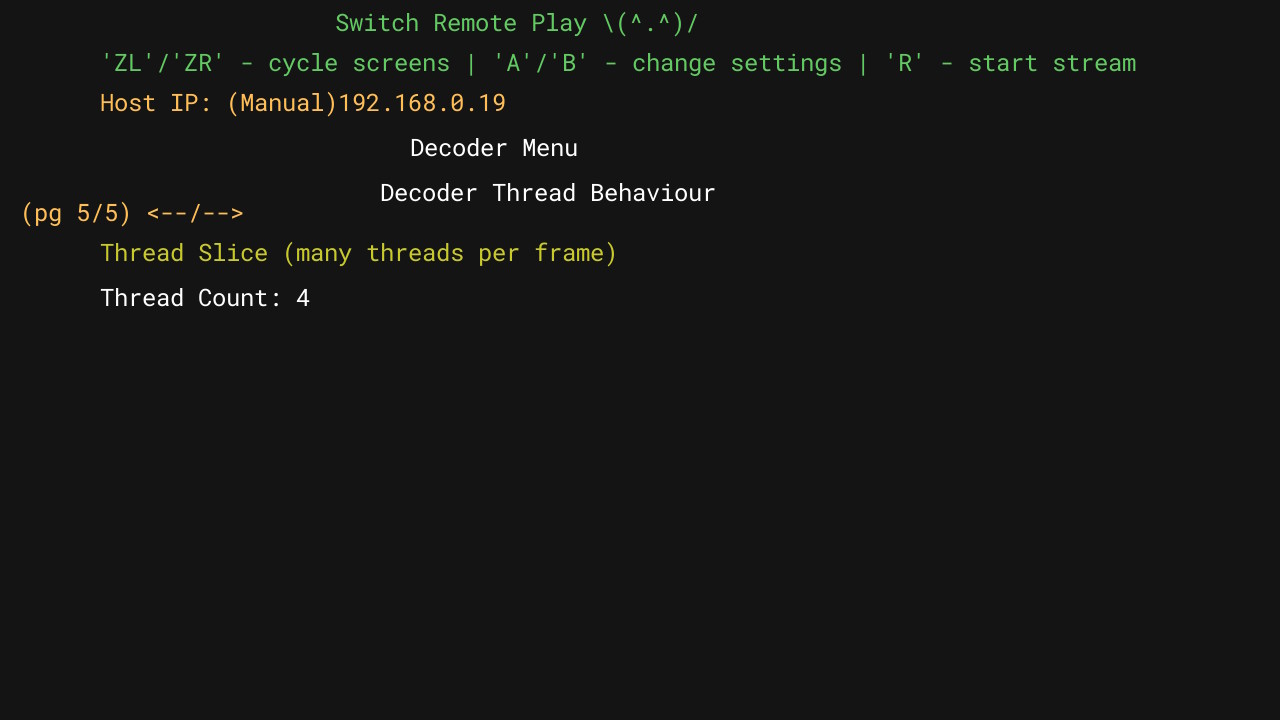 Switch Remote Play \(^.^)/
'ZL'/'ZR' - cycle screens | 'A'/'B' - change settings | 'R' - start stream
Host IP: (Manual)192.168.0.19
Decoder Menu
Decoder Thread Behaviour
(pg 5/5) <--/-->
Thread Slice (many threads per frame)
Thread Count: 4